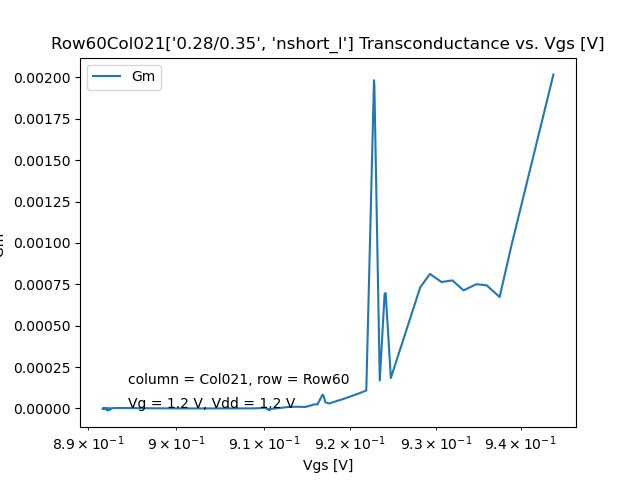 Row60Col021['0.28/0.35', 'nshort_l'] Transconductance vs. Vgs [V]
Gm
0.00200
0.00175
0.00150
0.00125
0.00100
0.00075
0.00050
0.00025
0.00000
Gm
column = Col021, row = Row60
Vg = 1.2 V, Vdd = 1.2 V
8.9 × 10⁻¹ 9 × 10⁻¹ 9.1 × 10⁻¹ 9.2 × 10⁻¹ 9.3 × 10⁻¹ 9.4 × 10⁻¹
Vgs [V]